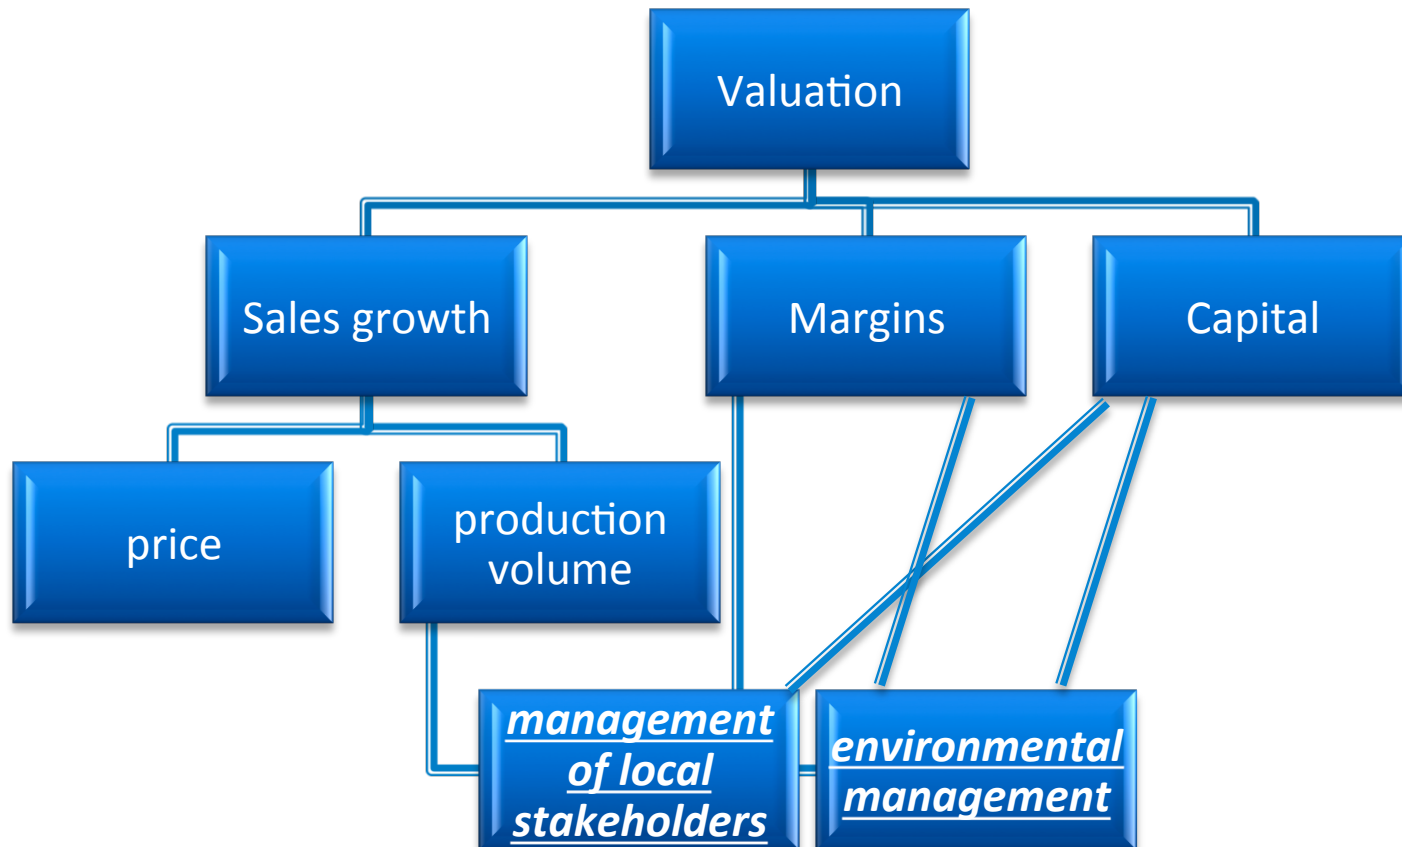 Valuation
Sales growth
Margins
Capital
price
production
volume
management
of local
stakeholders
environmental
management